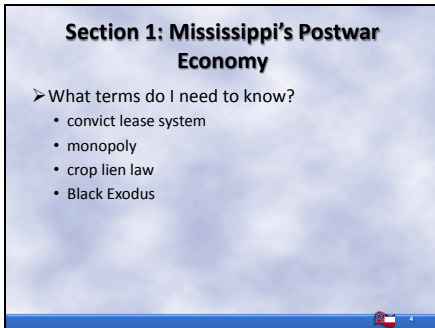 Section 1: Mississippi's Postwar
Economy
➢What terms do I need to know?
• convict lease system
• monopoly
• crop lien law
• Black Exodus
4